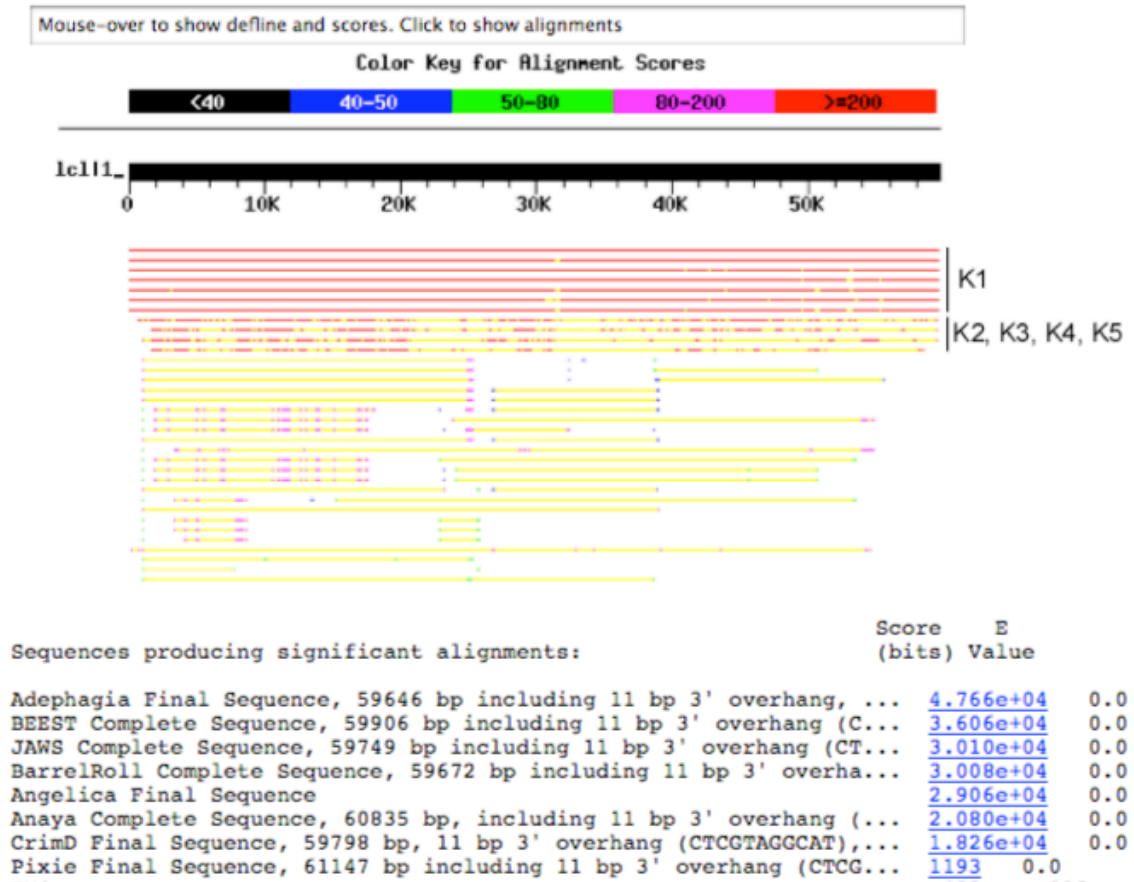 Mouse-over to show defline and scores. Click to show alignments
Color Key for Alignment Scores
<40 40-50 50-80 80-200 >=200
lcl|1_
0 10K 20K 30K 40K 50K
K1
K2, K3, K4, K5
Score E
Sequences producing significant alignments: (bits) Value
Adephagia Final Sequence, 59646 bp including 11 bp 3' overhang, ... 4.766e+04 0.0
BEEST Complete Sequence, 59906 bp including 11 bp 3' overhang (C... 3.606e+04 0.0
JAWS Complete Sequence, 59749 bp including 11 bp 3' overhang (CT... 3.010e+04 0.0
BarrelRoll Complete Sequence, 59672 bp including 11 bp 3' overha... 3.008e+04 0.0
Angelica Final Sequence 2.906e+04 0.0
Anaya Complete Sequence, 60835 bp, including 11 bp 3' overhang (... 2.080e+04 0.0
CrimD Final Sequence, 59798 bp, 11 bp 3' overhang (CTCGTAGGCAT),... 1.826e+04 0.0
Pixie Final Sequence, 61147 bp including 11 bp 3' overhang (CTCG... 1193 0.0